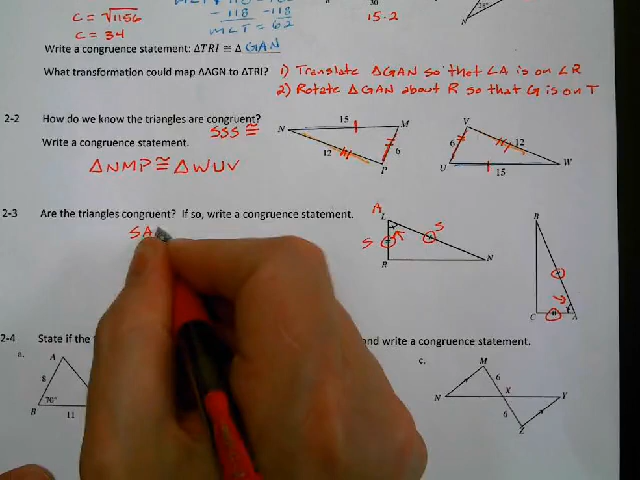 C = √1156
- 118 -118
30
C = 34
m∠T = 62
15.2
28°
N
Write a congruence statement: ΔTRI ≅ Δ GAN
What transformation could map ΔAGN to ΔTRI?
1) Translate ΔGAN so that ∠A is on ∠R
2) Rotate ΔGAN about R so that G is on T
2-2 How do we know the triangles are congruent?
SSS ≅
Write a congruence statement.
ΔNMP ≅ ΔWUV
N 15 M
12 6
P
V
6 12
U 15 W
2-3 Are the triangles congruent? If so, write a congruence statement.
SA
A
L
S S
R N
B
C A
2-4 State if the
and write a congruence statement.
a. A
8
70°
B 11
c. M
6
N X Y
6
Z